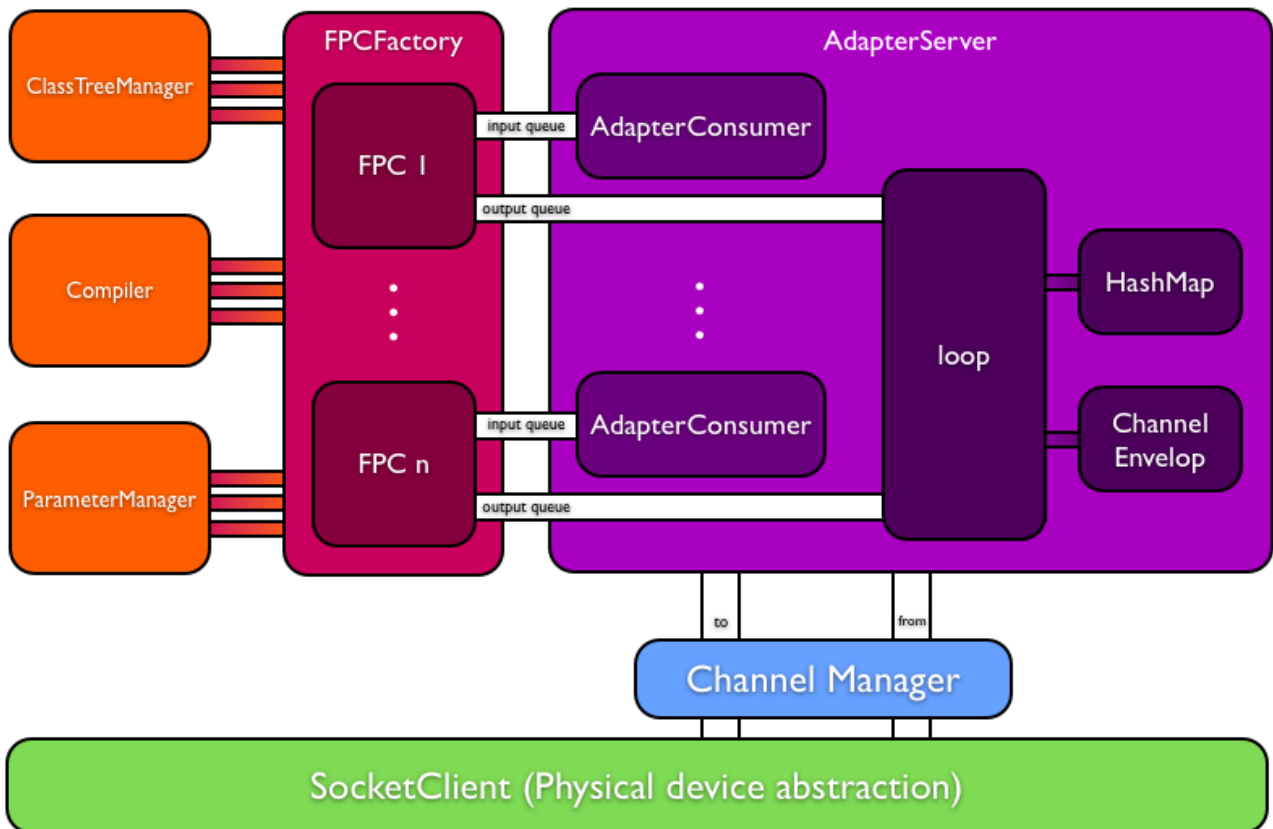 FPCFactory
AdapterServer
ClassTreeManager
FPC 1
input queue
AdapterConsumer
output queue
Compiler
HashMap
loop
ParameterManager
FPC n
input queue
AdapterConsumer
Channel
Envelop
output queue
to
from
Channel Manager
SocketClient (Physical device abstraction)